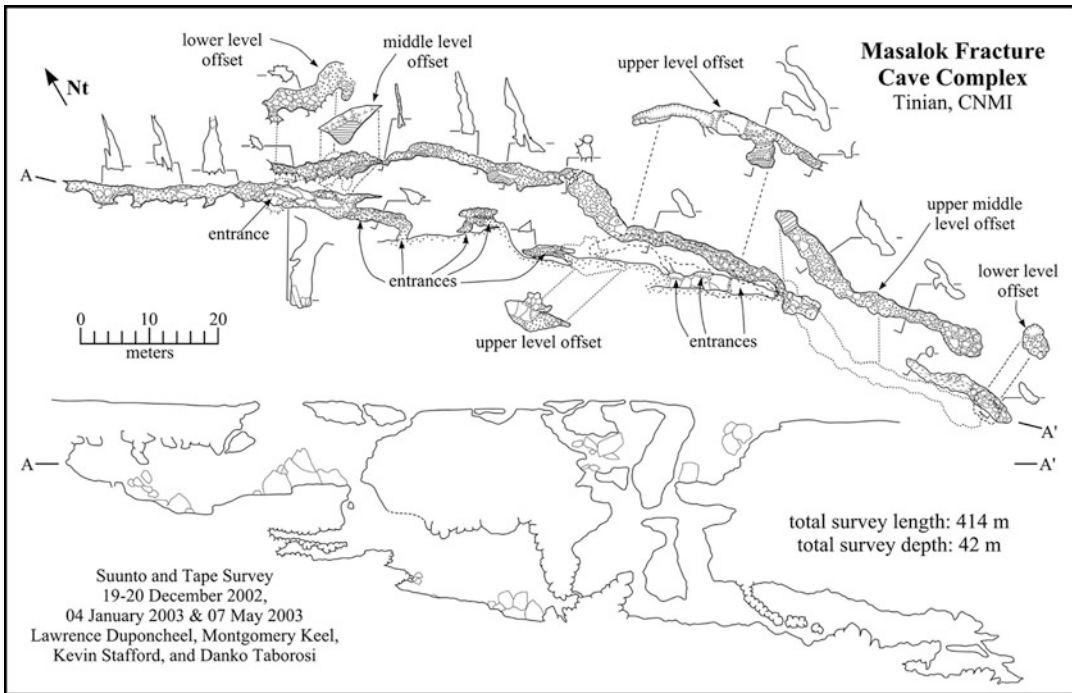 Masalok Fracture
Cave Complex
Tinian, CNMI
Nt
lower level
offset
middle level
offset
upper level offset
A
entrance
entrances
upper level offset
entrances
upper middle
level offset
lower level
offset
A'
0 10 20
meters
A
A'
total survey length: 414 m
total survey depth: 42 m
Suunto and Tape Survey
19-20 December 2002,
04 January 2003 & 07 May 2003
Lawrence Duponcheel, Montgomery Keel,
Kevin Stafford, and Danko Taborosi